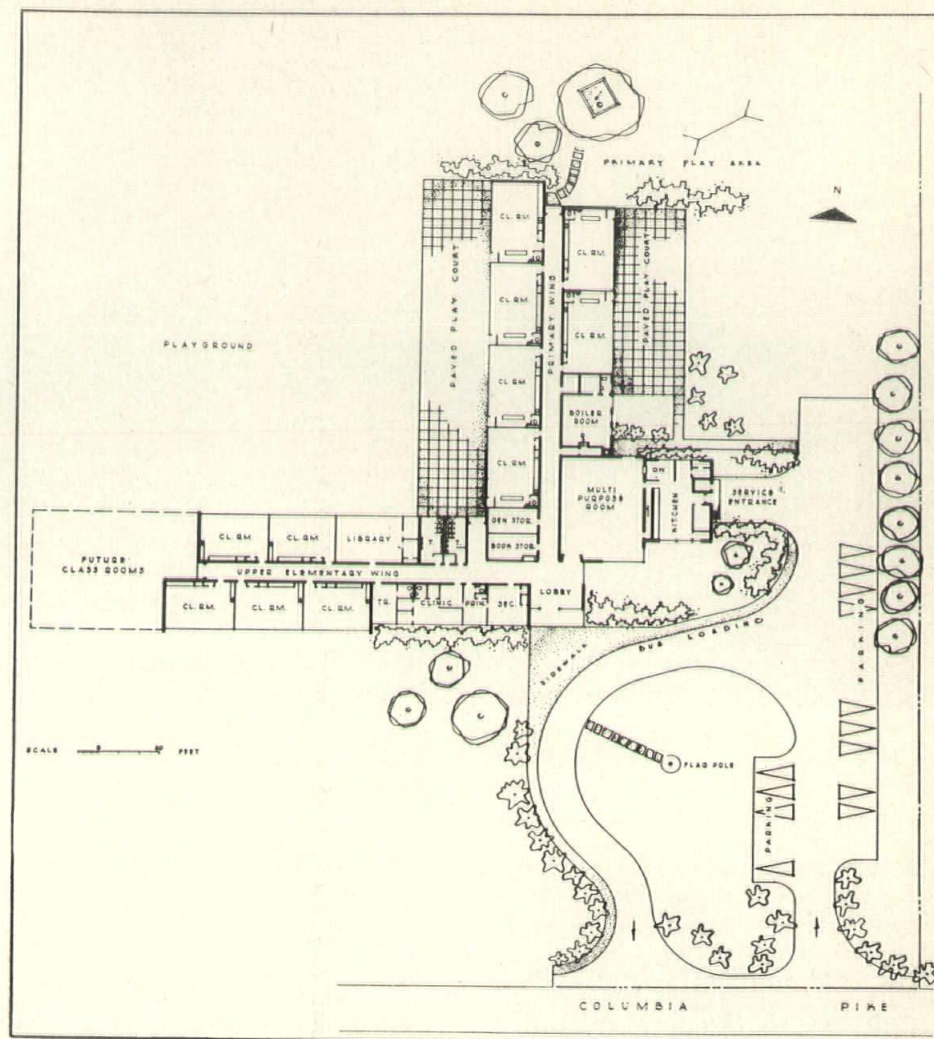 PRIMARY PLAY AREA
N
CL. RM.
PAVED PLAY COURT
PRIMARY WING
CL. RM.
PAVED PLAY COURT
CL. RM.
CL. RM.
PLAYGROUND
CL. RM.
BOILER
ROOM
CL. RM.
DW.
MULTI
PURPOSE
ROOM
KITCHEN
SERVICE
ENTRANCE
GEN STOR.
BOOK STOR.
FUTURE
CLASS ROOMS
CL. RM.
CL. RM.
LIBRARY
T.
T.
UPPER ELEMENTARY WING
CL. RM.
CL. RM.
CL. RM.
T.R.
CLINIC
PRIN.
SEC.
LOBBY
SIDEWALK
BUS LOADING
PARKING
SCALE 0 50 FEET
FLAG POLE
PARKING
COLUMBIA PIKE